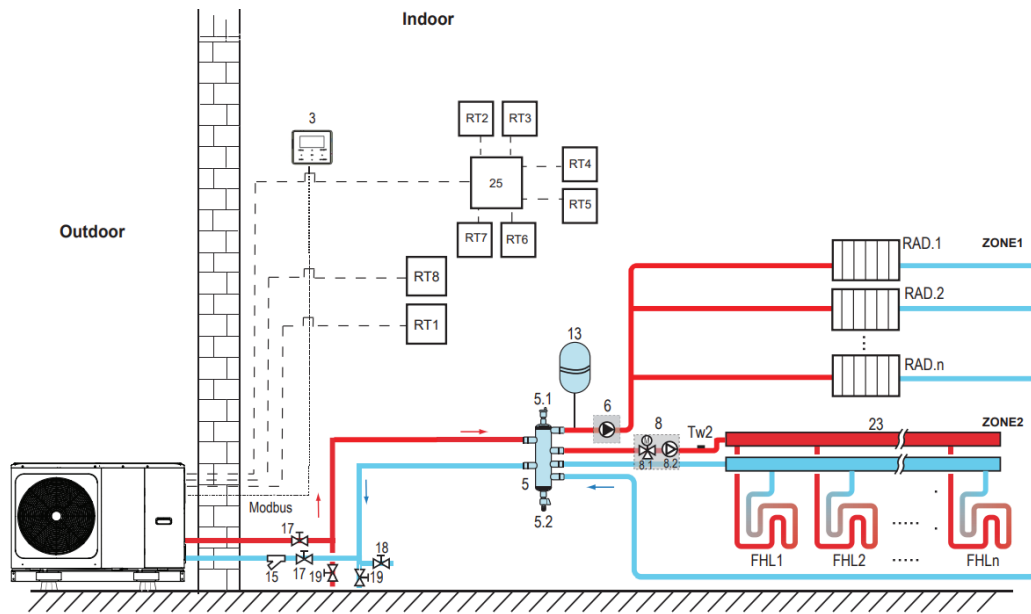 Indoor
3
RT2
RT3
RT4
25
RT5
Outdoor
RT7
RT6
RAD.1
ZONE1
RT8
RAD.2
RT1
13
RAD.n
5.1
6
8
Tw2
23
ZONE2
8.1
8.2
5
Modbus
5.2
17
18
15
17
19
19
FHL1
FHL2
FHLn